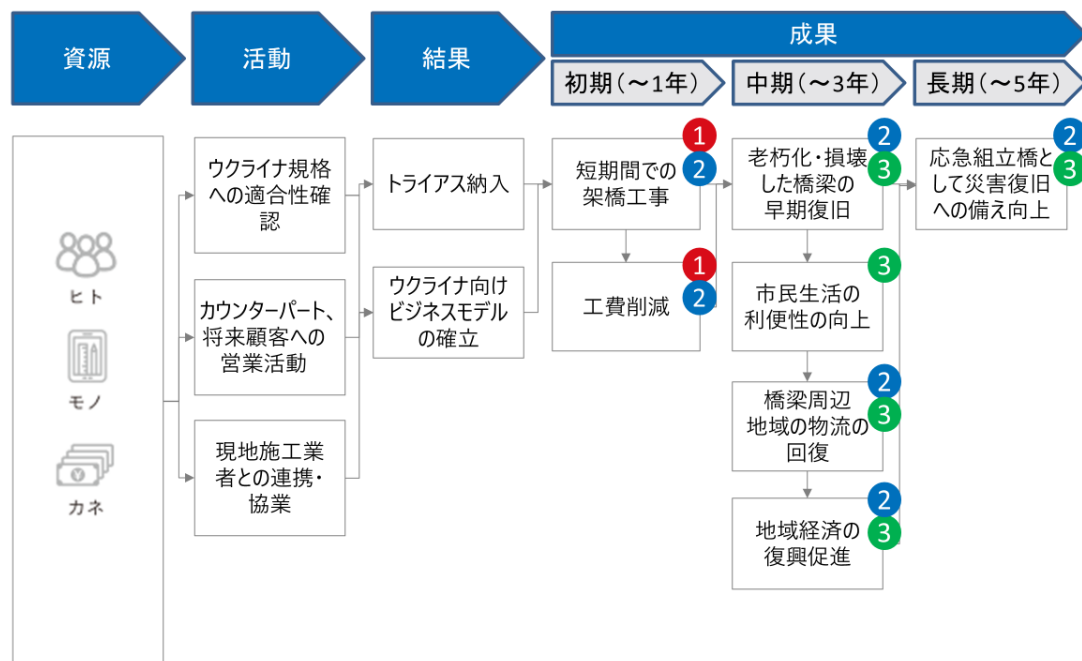 資源
活動
結果
成果
初期(～1年)
中期(～3年)
長期(～5年)
ヒト
モノ
カネ
ウクライナ規格
への適合性確
認
カウンターパート、
将来顧客への
営業活動
現地施工業
者との連携・
協業
トライアス納入
ウクライナ向け
ビジネスモデル
の確立
1
2
短期間での
架橋工事
1
2
工費削減
2
3
老朽化・損壊
した橋梁の
早期復旧
3
市民生活の
利便性の向上
2
3
橋梁周辺
地域の物流の
回復
2
3
地域経済の
復興促進
2
3
応急組立橋と
して災害復旧
への備え向上